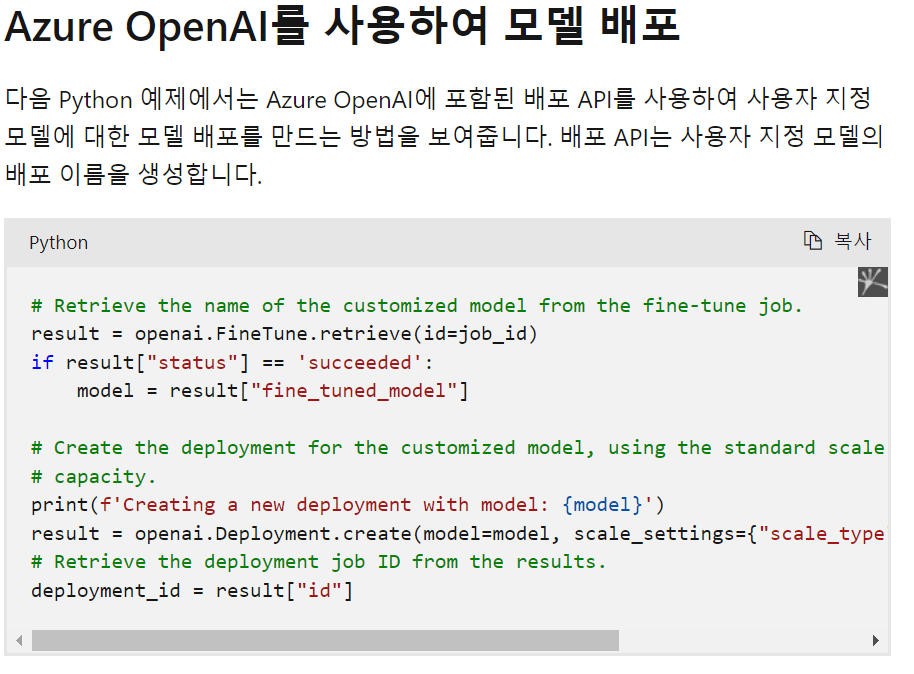 Azure OpenAI를 사용하여 모델 배포
다음 Python 예제에서는 Azure OpenAI에 포함된 배포 API를 사용하여 사용자 지정
모델에 대한 모델 배포를 만드는 방법을 보여줍니다. 배포 API는 사용자 지정 모델의
배포 이름을 생성합니다.
Python 복사
# Retrieve the name of the customized model from the fine-tune job.
result = openai.FineTune.retrieve(id=job_id)
if result["status"] == 'succeeded':
    model = result["fine_tuned_model"]
# Create the deployment for the customized model, using the standard scale
# capacity.
print(f'Creating a new deployment with model: {model}')
result = openai.Deployment.create(model=model, scale_settings={"scale_type
# Retrieve the deployment job ID from the results.
deployment_id = result["id"]